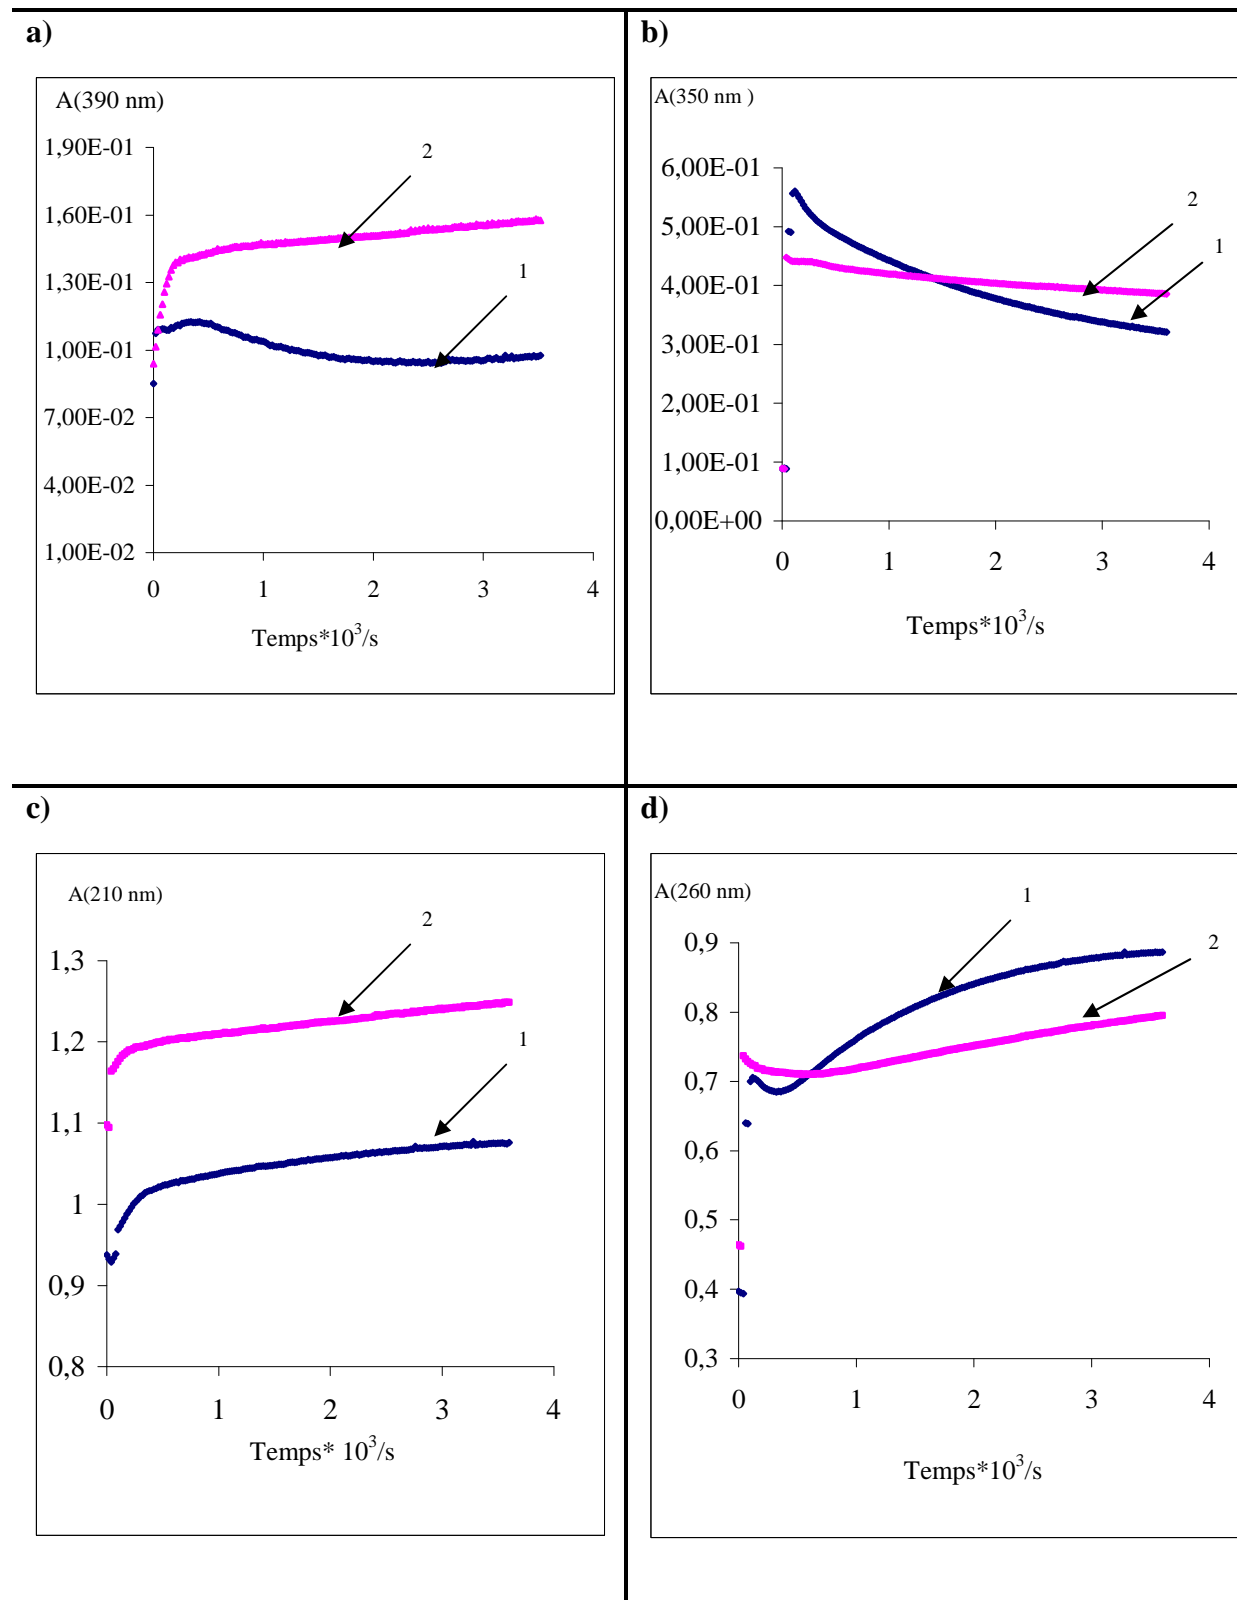 a)
A(390 nm)
1,90E-01
1,60E-01
1,30E-01
1,00E-01
7,00E-02
4,00E-02
1,00E-02
0 1 2 3 4
Temps*10³/s
2
1
b)
A(350 nm )
6,00E-01
5,00E-01
4,00E-01
3,00E-01
2,00E-01
1,00E-01
0,00E+00
0 1 2 3 4
Temps*10³/s
2
1
c)
A(210 nm)
1,3
1,2
1,1
1
0,9
0,8
0 1 2 3 4
Temps* 10³/s
2
1
d)
A(260 nm)
0,9
0,8
0,7
0,6
0,5
0,4
0,3
0 1 2 3 4
Temps*10³/s
1
2